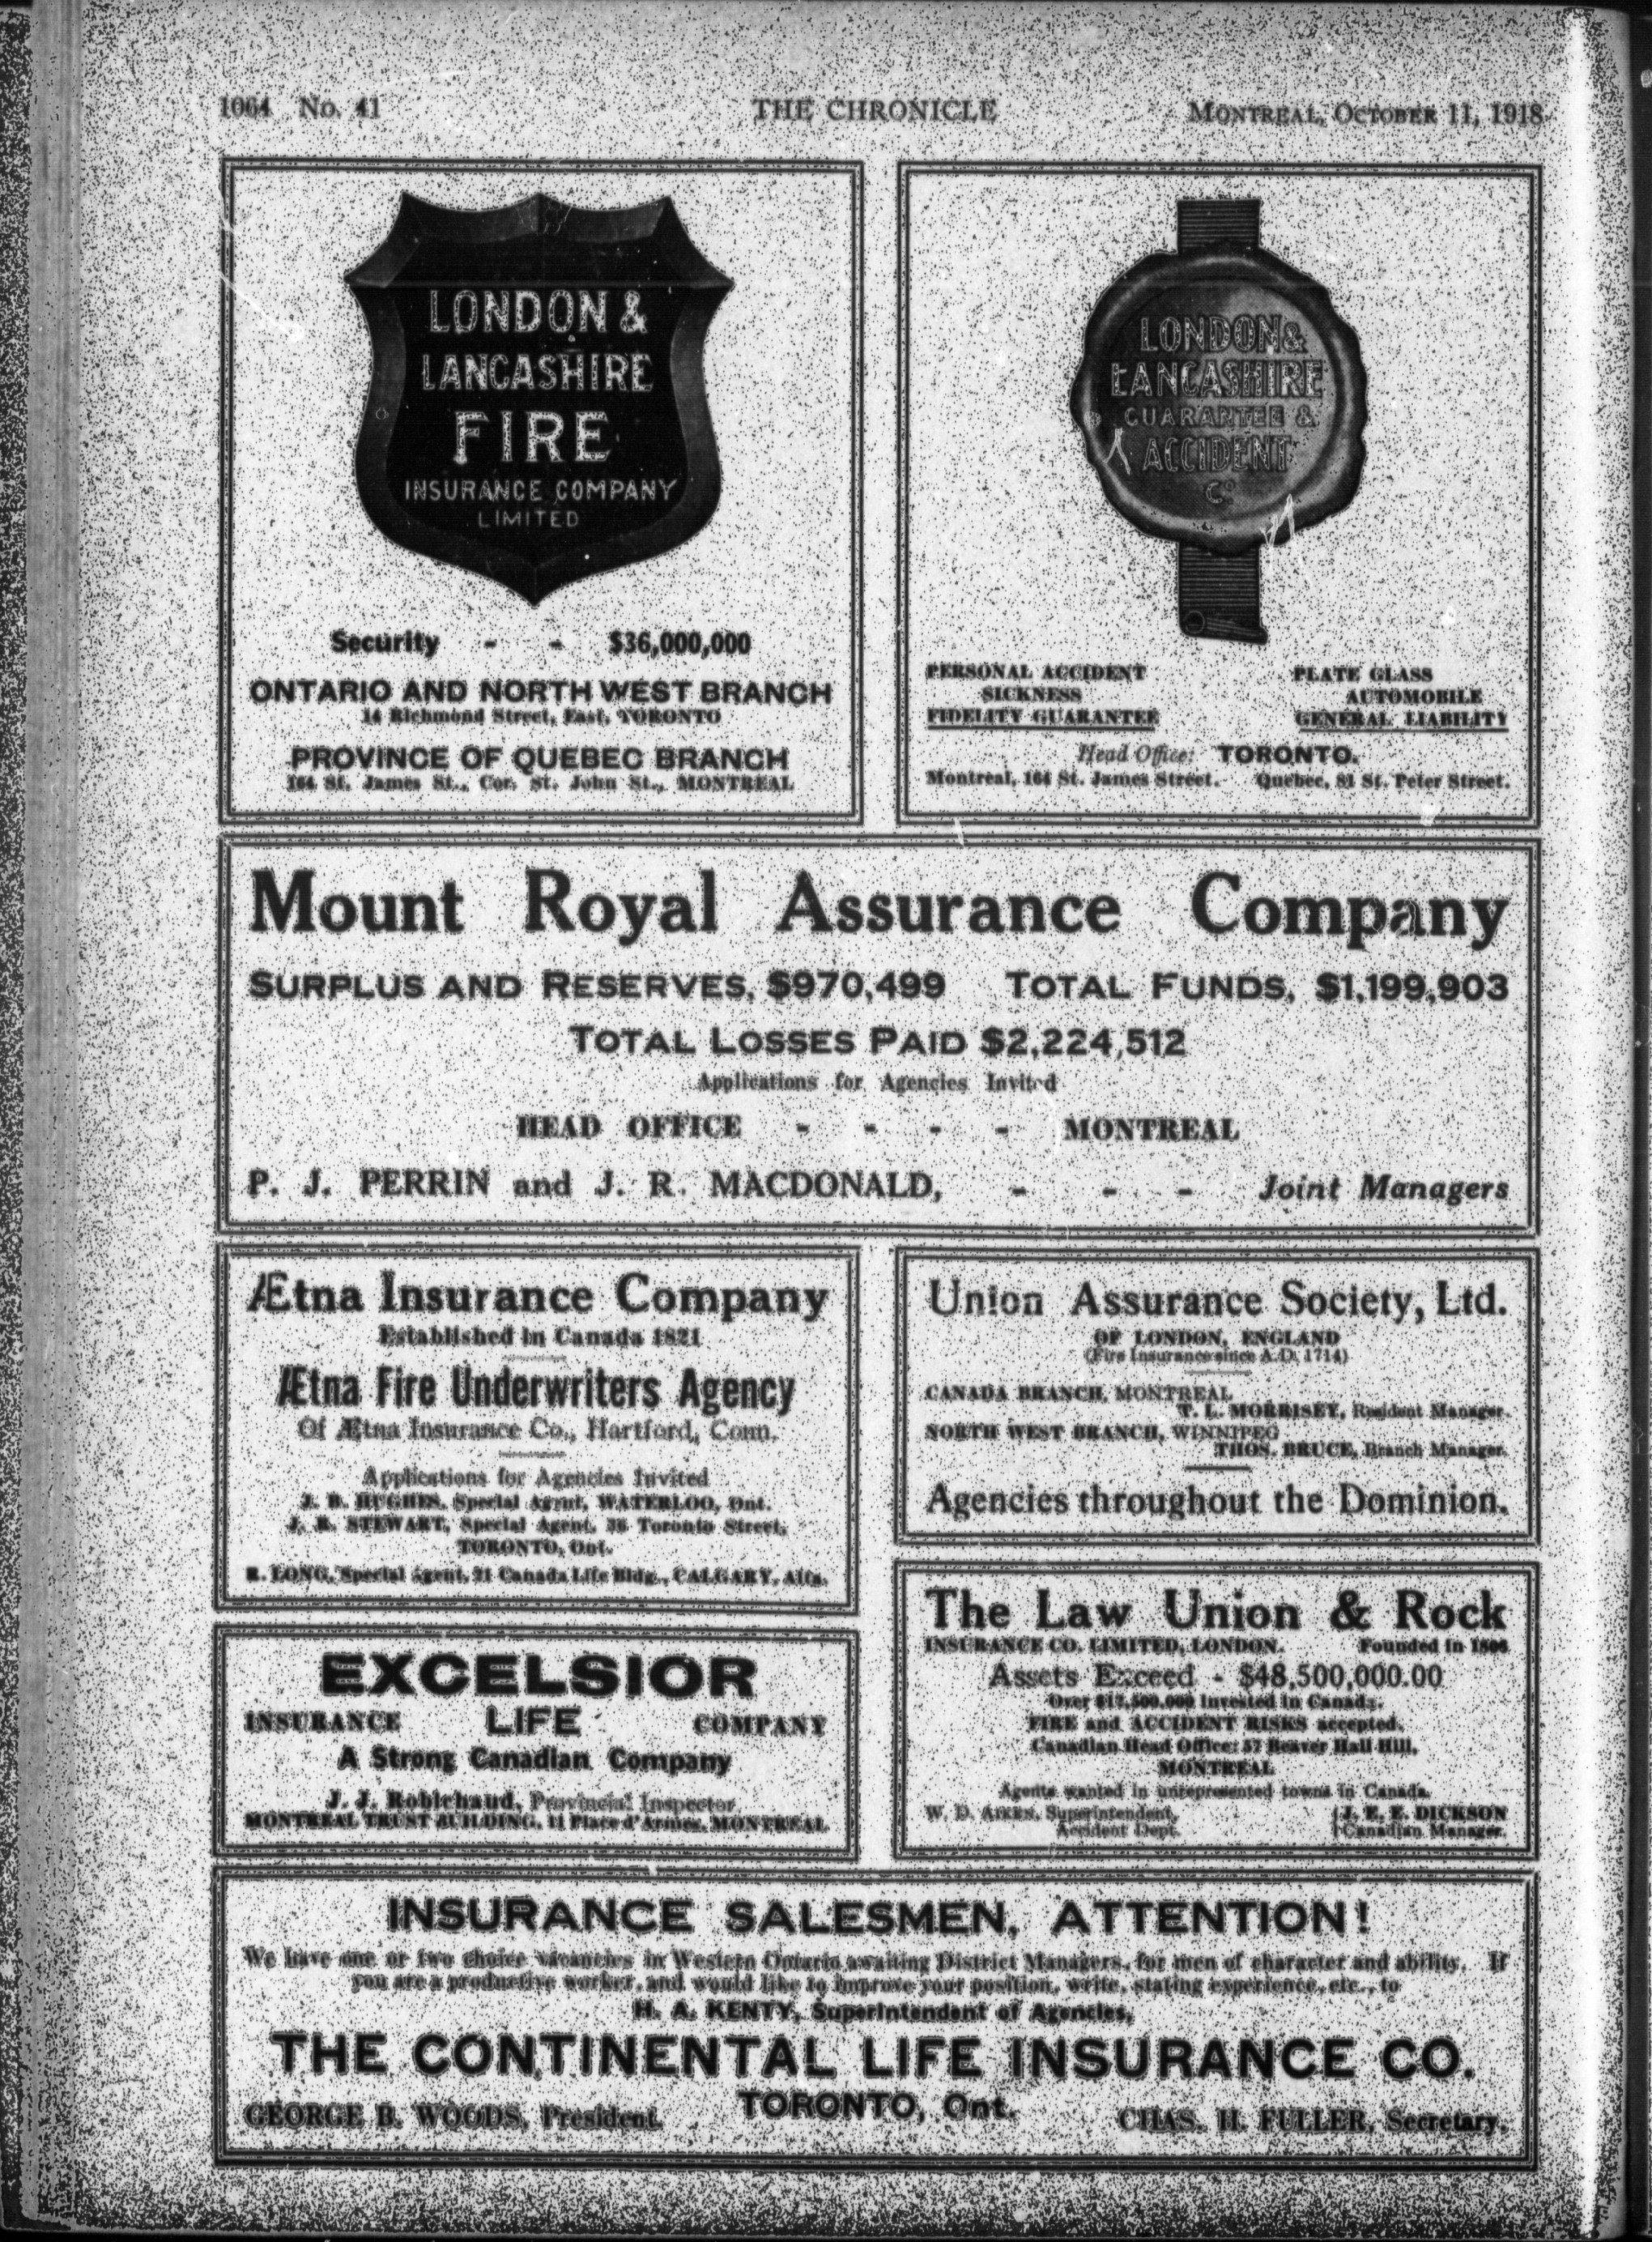 1064 No. 41
THE CHRONICLE
MONTREAL, OCTOBER 11, 1918
LONDON &
LANCASHIRE
FIRE
INSURANCE COMPANY
LIMITED
Security - - $36,000,000
ONTARIO AND NORTH WEST BRANCH
14 Richmond Street, East, TORONTO
PROVINCE OF QUEBEC BRANCH
164 St. James St., Cor. St. John St., MONTREAL
LONDON &
LANCASHIRE
GUARANTEE &
ACCIDENT
Co
PERSONAL ACCIDENT
SICKNESS
FIDELITY GUARANTEE
PLATE GLASS
AUTOMOBILE
GENERAL LIABILITY
Head Office: TORONTO.
Montreal, 164 St. James Street. Quebec, 81 St. Peter Street.
Mount Royal Assurance Company
SURPLUS AND RESERVES, $970,499 TOTAL FUNDS, $1,199,903
TOTAL LOSSES PAID $2,224,512
Applications for Agencies Invited
HEAD OFFICE - - - - MONTREAL
P. J. PERRIN and J. R. MACDONALD, - - - Joint Managers
Ætna Insurance Company
Established in Canada 1821
Ætna Fire Underwriters Agency
Of Ætna Insurance Co., Hartford, Conn.
Applications for Agencies Invited
J. B. HUGHES, Special Agent, WATERLOO, Ont.
J. R. STEWART, Special Agent, 36 Toronto Street,
TORONTO, Ont.
R. LONG, Special Agent, 21 Canada Life Bldg., CALGARY, Alta.
Union Assurance Society, Ltd.
OF LONDON, ENGLAND
(Fire Insurance since A.D. 1714)
CANADA BRANCH, MONTREAL
T. L. MORRISEY, Resident Manager.
NORTH WEST BRANCH, WINNIPEG
THOS. BRUCE, Branch Manager.
Agencies throughout the Dominion.
EXCELSIOR
INSURANCE LIFE COMPANY
A Strong Canadian Company
J. J. Robichaud, Provincial Inspector
MONTREAL TRUST BUILDING, 11 Place d'Armes, MONTREAL
The Law Union & Rock
INSURANCE CO. LIMITED, LONDON. Founded in 1806
Assets Exceed - $48,500,000.00
Over $12,500,000 Invested in Canada.
FIRE and ACCIDENT RISKS accepted.
Canadian Head Office: 57 Beaver Hall Hill,
MONTREAL
Agents wanted in unrepresented towns in Canada.
W. D. AIKEN, Superintendent,
Accident Dept.
J. E. E. DICKSON
Canadian Manager.
INSURANCE SALESMEN, ATTENTION!
We have one or two choice vacancies in Western Ontario awaiting District Managers, for men of character and ability. If
you are a productive worker, and would like to improve your position, write, stating experience, etc., to
H. A. KENTY, Superintendent of Agencies,
THE CONTINENTAL LIFE INSURANCE CO.
TORONTO, Ont.
GEORGE B. WOODS, President.
CHAS. H. FULLER, Secretary.